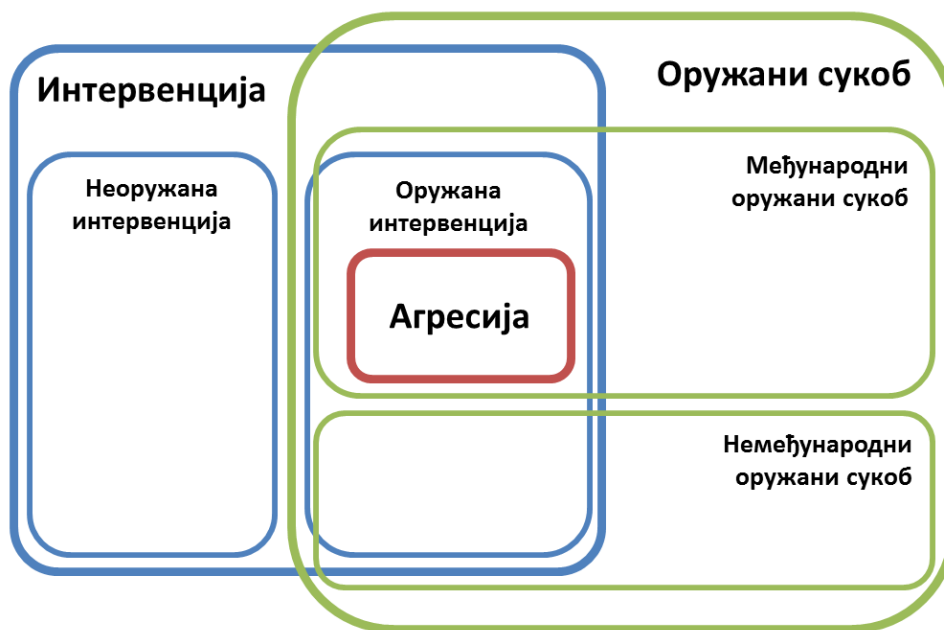 Интервенција
Оружани сукоб
Неоружана
интервенција
Оружана
интервенција
Међународни
оружани сукоб
Агресија
Немеђународни
оружани сукоб